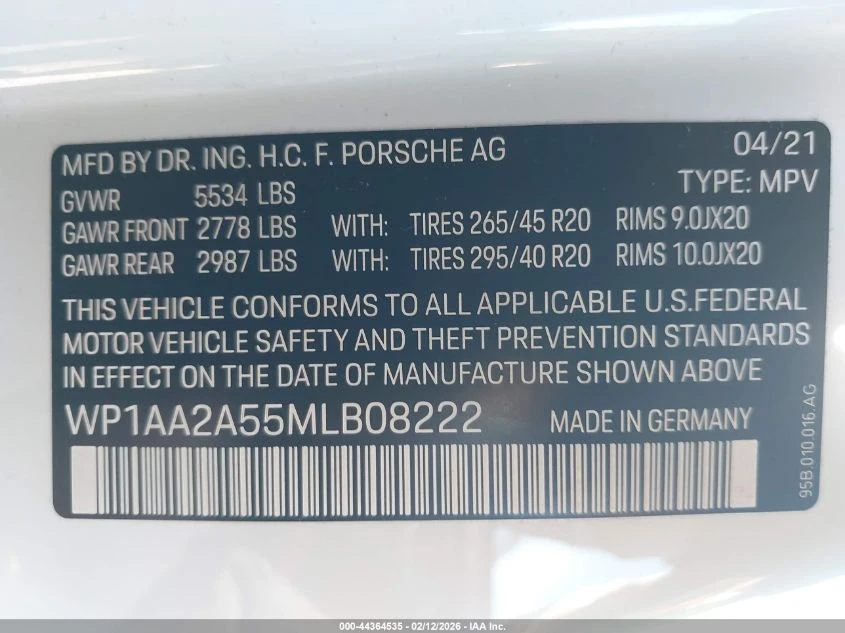 MFD BY DR. ING. H.C. F. PORSCHE AG 04/21
TYPE: MPV
GVWR 5534 LBS
GAWR FRONT 2778 LBS WITH: TIRES 265/45 R20 RIMS 9.0JX20
GAWR REAR 2987 LBS WITH: TIRES 295/40 R20 RIMS 10.0JX20
THIS VEHICLE CONFORMS TO ALL APPLICABLE U.S.FEDERAL
MOTOR VEHICLE SAFETY AND THEFT PREVENTION STANDARDS
IN EFFECT ON THE DATE OF MANUFACTURE SHOWN ABOVE
WP1AA2A55MLB08222 MADE IN GERMANY
95B.010.016.AG
000-44364535 - 02/12/2026 - IAA Inc.